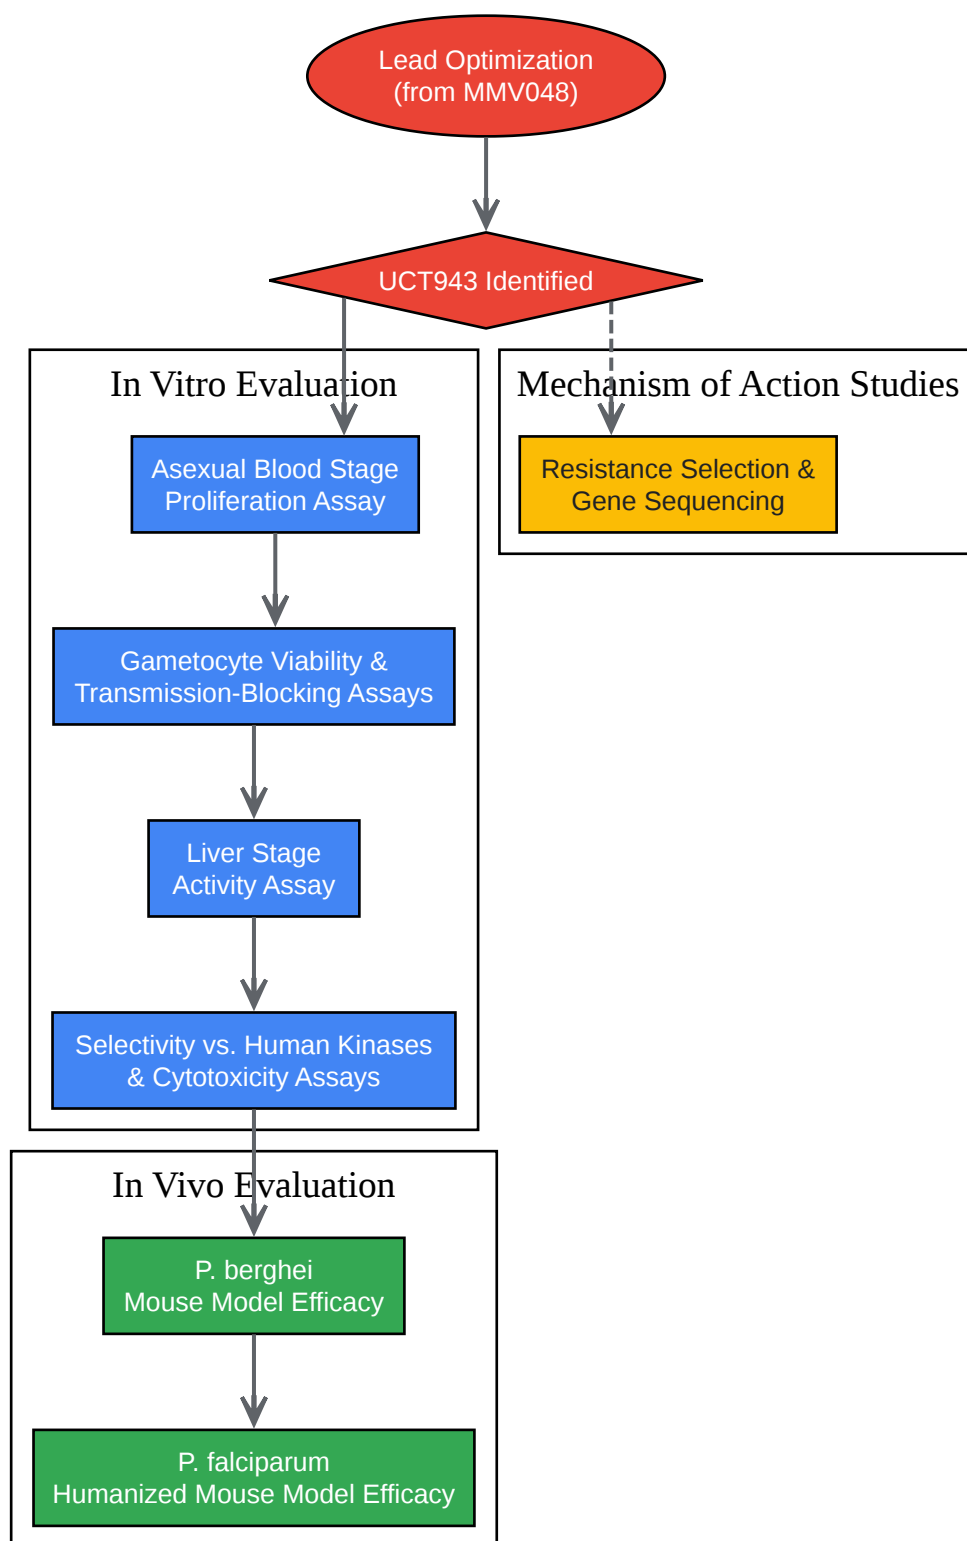 Lead Optimization
(from MMV048)
UCT943 Identified
In Vitro Evaluation
Asexual Blood Stage
Proliferation Assay
Gametocyte Viability &
Transmission-Blocking Assays
Liver Stage
Activity Assay
Selectivity vs. Human Kinases
& Cytotoxicity Assays
Mechanism of Action Studies
Resistance Selection &
Gene Sequencing
In Vivo Evaluation
P. berghei
Mouse Model Efficacy
P. falciparum
Humanized Mouse Model Efficacy